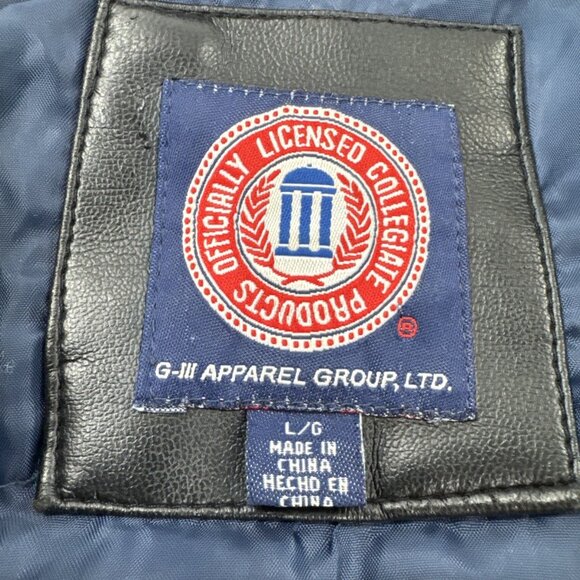 OFFICIALLY LICENSED COLLEGIATE PRODUCTS
®
G-III APPAREL GROUP, LTD.
L/G
MADE IN
CHINA
HECHO EN
CHINA